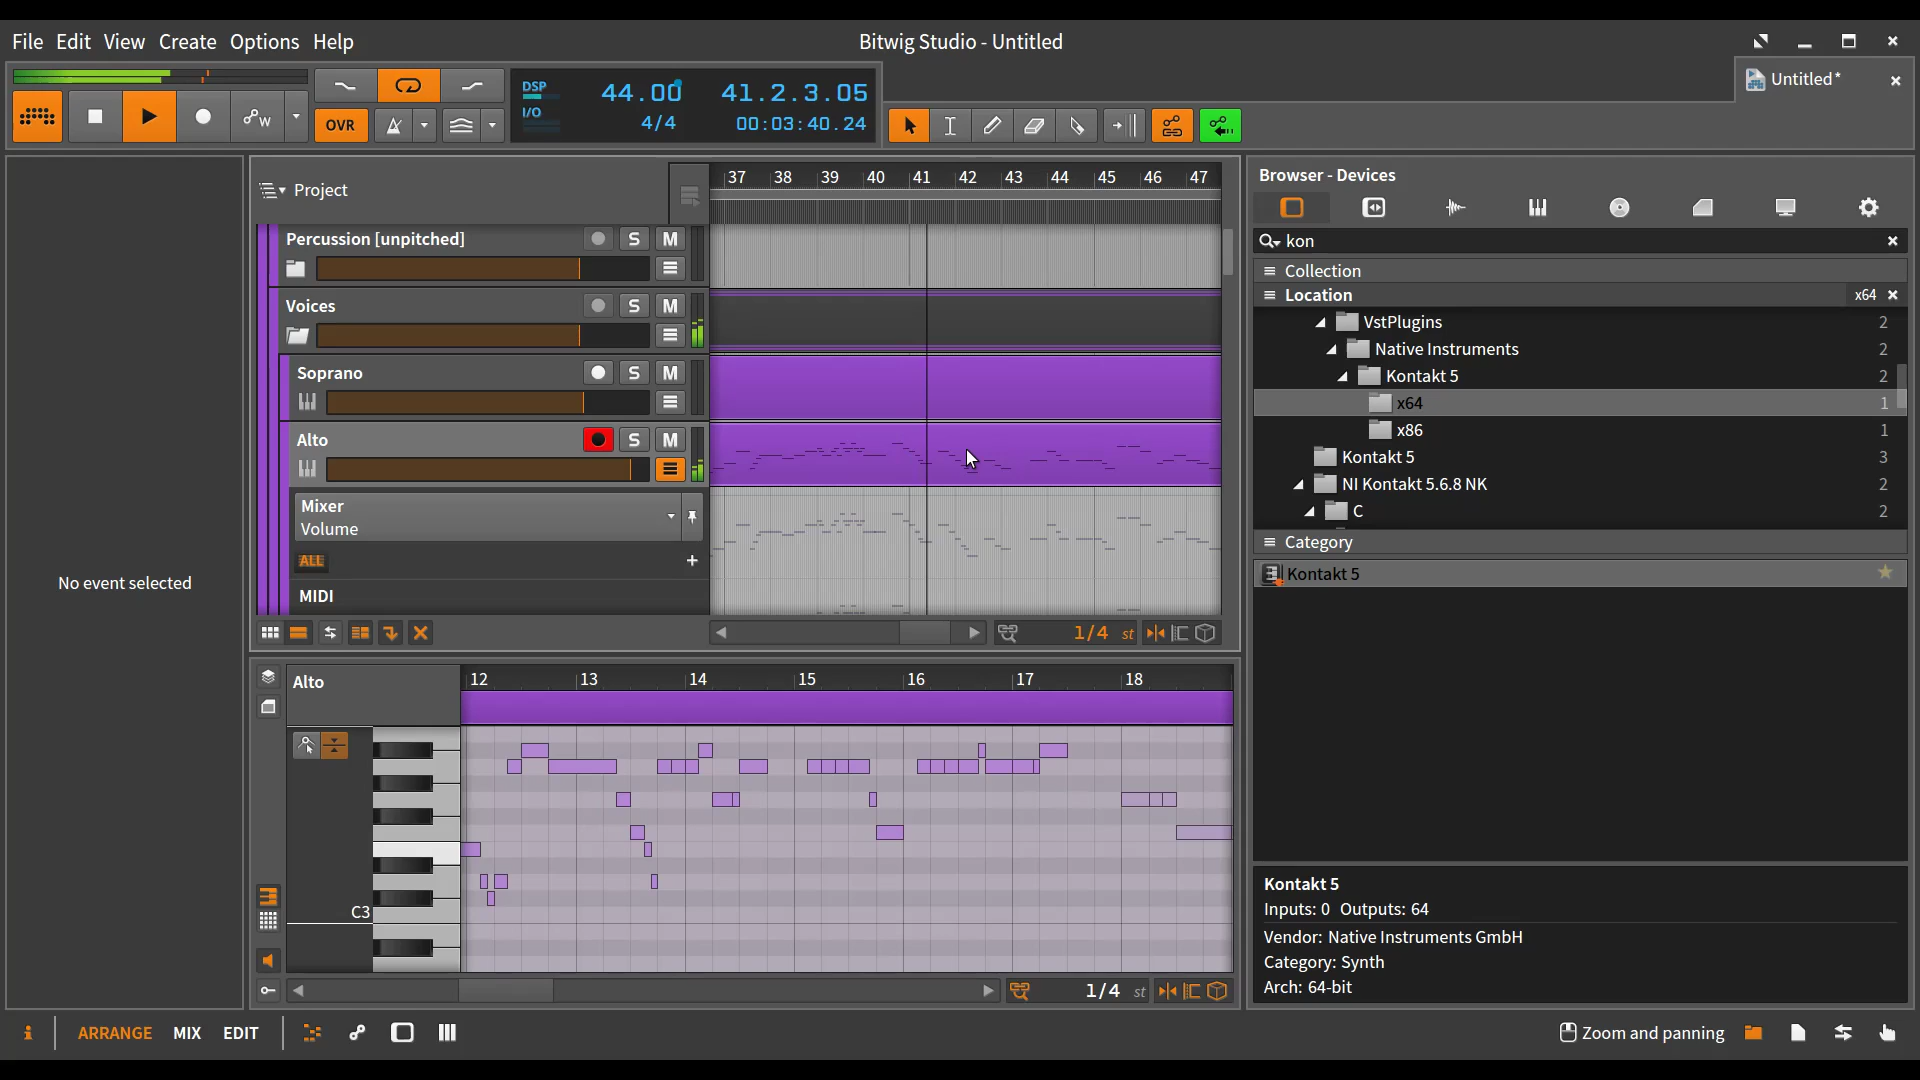 File Edit View Create Options Help
Bitwig Studio - Untitled
Untitled*
OVR
DSP
I/O
44.00
4/4
41.2.3.05
00:03:40.24
Project
37 38 39 40 41 42 43 44 45 46 47
Percussion [unpitched] S M
Voices S M
Soprano S M
Alto S M
Mixer
Volume
ALL
+
MIDI
1/4 st
Browser - Devices
kon
Collection
Location x64
VstPlugins 2
Native Instruments 2
Kontakt 5 2
x64 1
x86 1
Kontakt 5 3
NI Kontakt 5.6.8 NK 2
C 2
Category
Kontakt 5
Kontakt 5
Inputs: 0 Outputs: 64
Vendor: Native Instruments GmbH
Category: Synth
Arch: 64-bit
No event selected
Alto
12 13 14 15 16 17 18
C3
1/4 st
i ARRANGE MIX EDIT
Zoom and panning